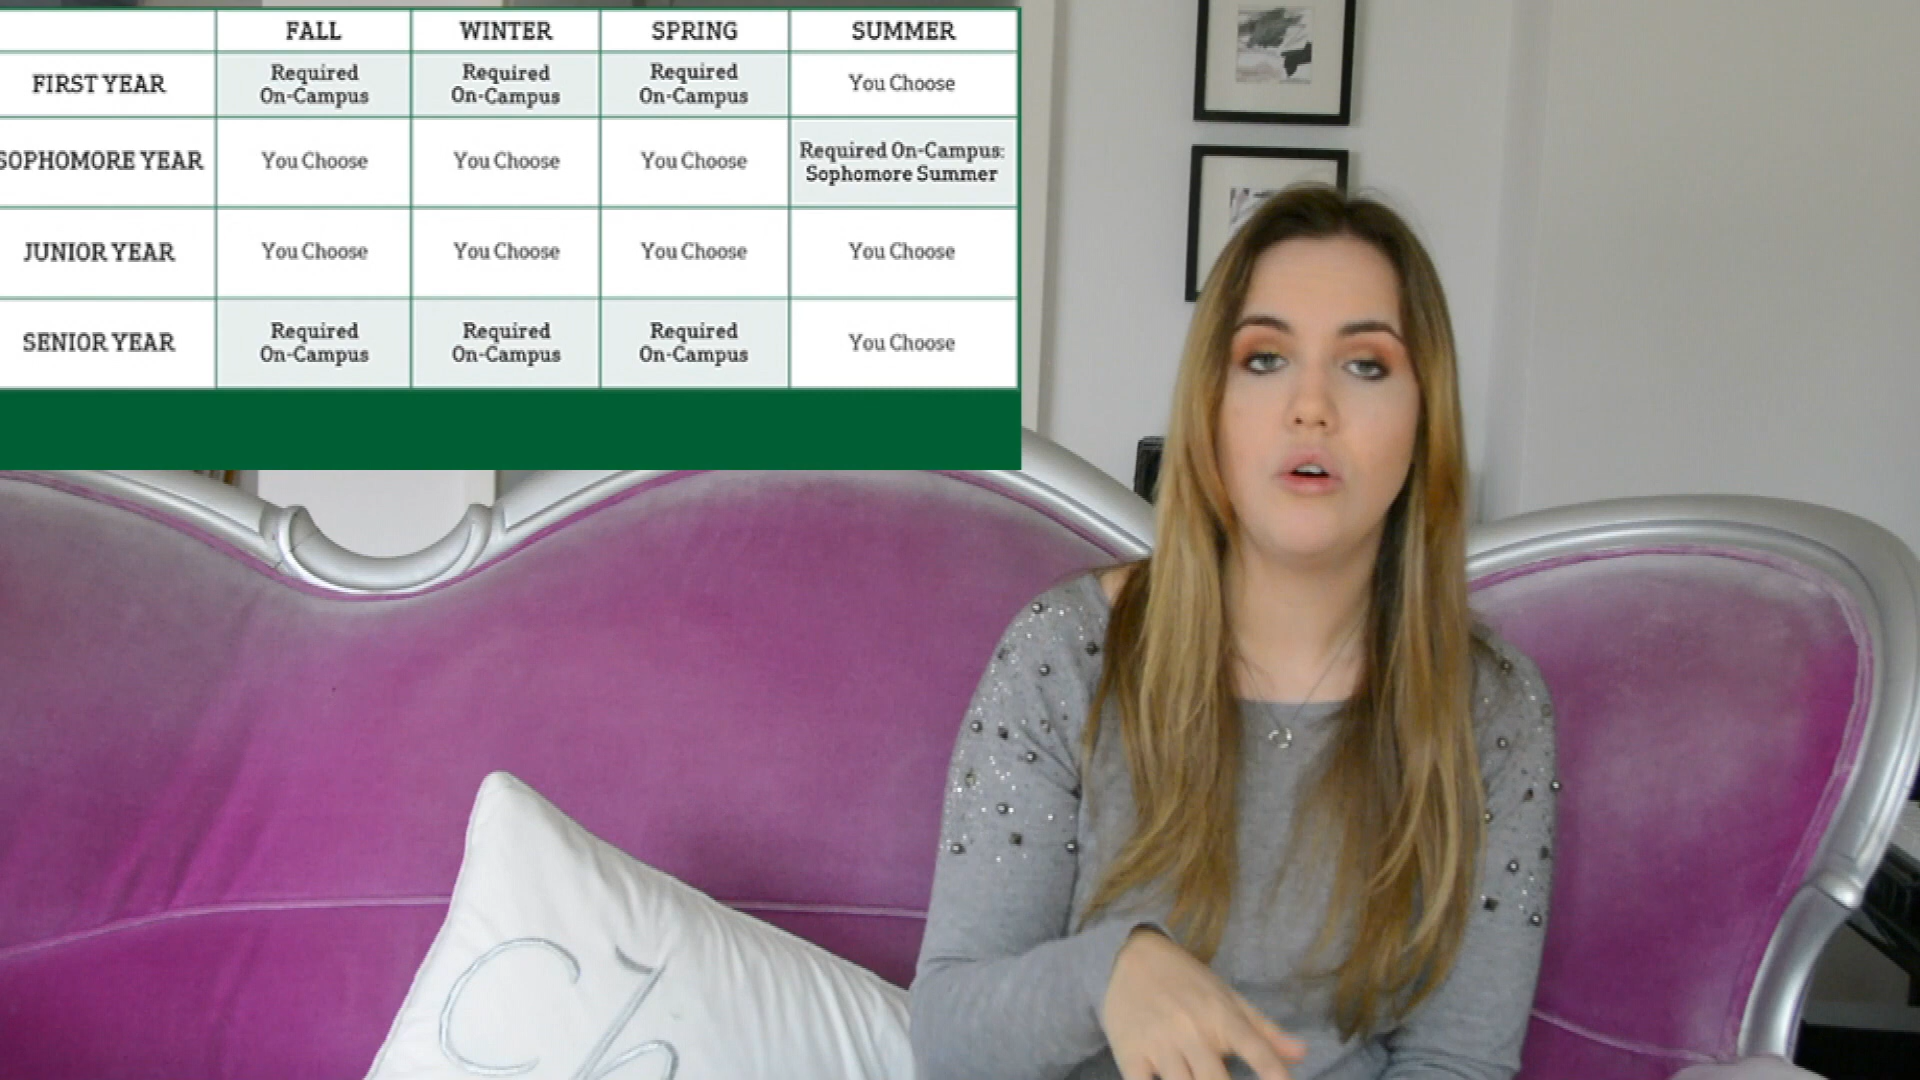 FALL WINTER SPRING SUMMER
FIRST YEAR Required On-Campus Required On-Campus Required On-Campus You Choose
SOPHOMORE YEAR You Choose You Choose You Choose Required On-Campus: Sophomore Summer
JUNIOR YEAR You Choose You Choose You Choose You Choose
SENIOR YEAR Required On-Campus Required On-Campus Required On-Campus You Choose
Ch